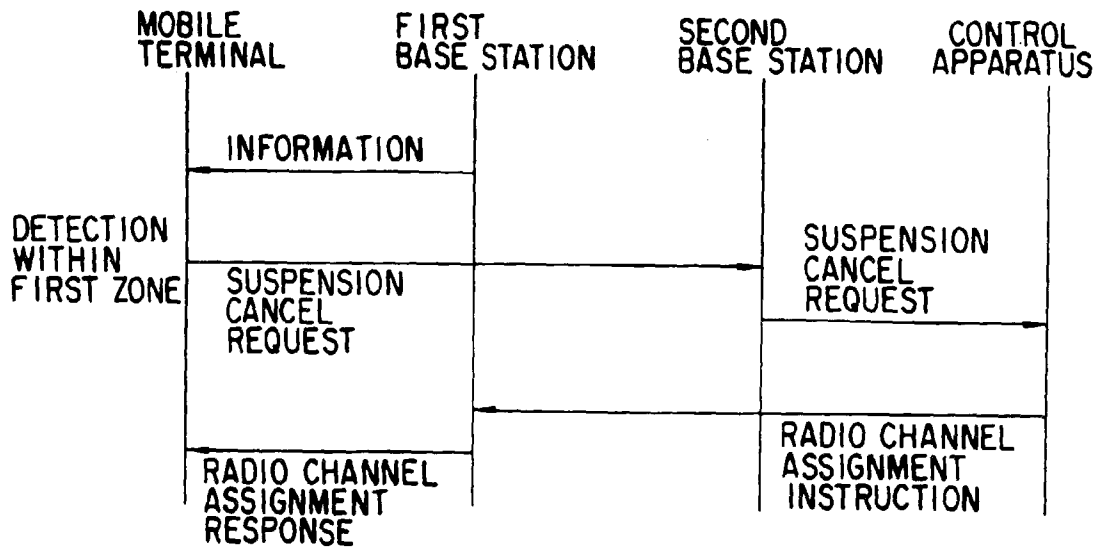 MOBILE
TERMINAL
FIRST
BASE STATION
SECOND
BASE STATION
CONTROL
APPARATUS
INFORMATION
DETECTION
WITHIN
FIRST ZONE
SUSPENSION
CANCEL
REQUEST
SUSPENSION
CANCEL
REQUEST
RADIO CHANNEL
ASSIGNMENT
INSTRUCTION
RADIO CHANNEL
ASSIGNMENT
RESPONSE